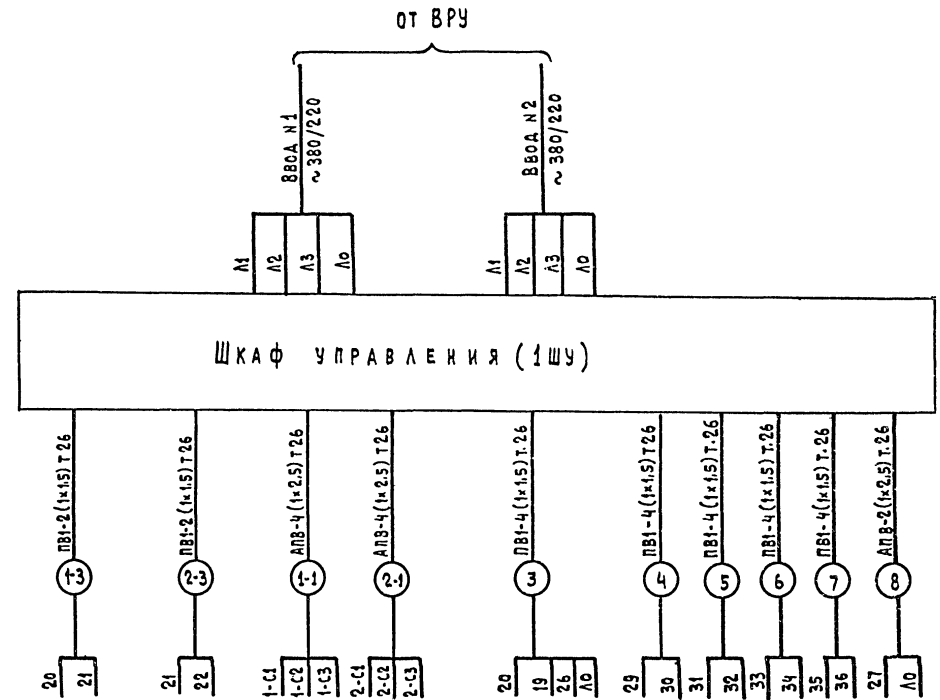 ОТ ВРУ
ВВОД N1
~380/220
ВВОД N2
~380/220
Л1 Л2 Л3 Л0
Л1 Л2 Л3 Л0
ШКАФ УПРАВЛЕНИЯ (1ШУ)
ПВ1-2(1х1.5)Т26
ПВ1-2(1х1.5)Т26
АПВ-4(1х2.5)Т26
АПВ-4(1х2.5)Т.26
ПВ1-4(1х1.5)Т.26
ПВ1-4(1х1.5)Т26
ПВ1-4(1х1.5)Т.26
ПВ1-4(1х1.5)Т.26
ПВ1-4(1х1.5)Т.26
АПВ-2(1х2.5)Т.26
1-3 2-3 1-1 2-1 3 4 5 6 7 8
20 21
21 22
1-С1 1-С2 1-С3
2-С1 2-С2 2-С3
20 19 26 Л0
29 30
31 32
33 34
35 36
27 Л0